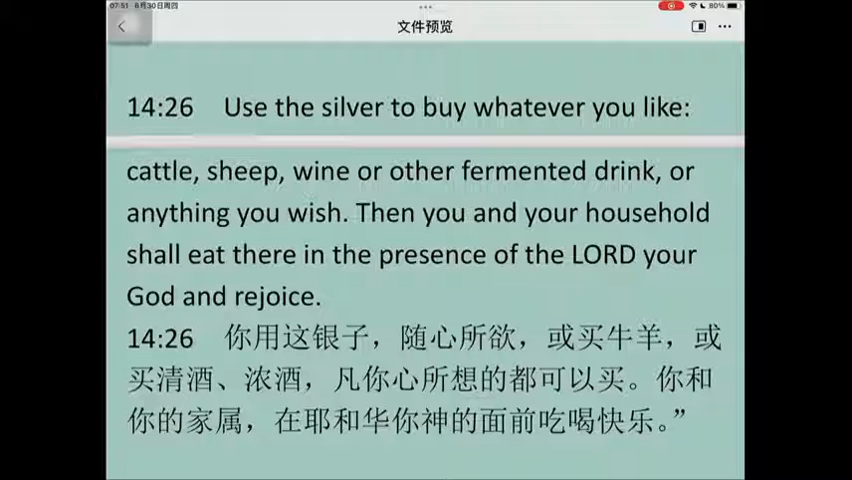 07:51 6月30日周四
80%
文件预览
14:26 Use the silver to buy whatever you like:
cattle, sheep, wine or other fermented drink, or
anything you wish. Then you and your household
shall eat there in the presence of the LORD your
God and rejoice.
14:26 你用这银子，随心所欲，或买牛羊，或
买清酒、浓酒，凡你心所想的都可以买。你和
你的家属，在耶和华你神的面前吃喝快乐。”